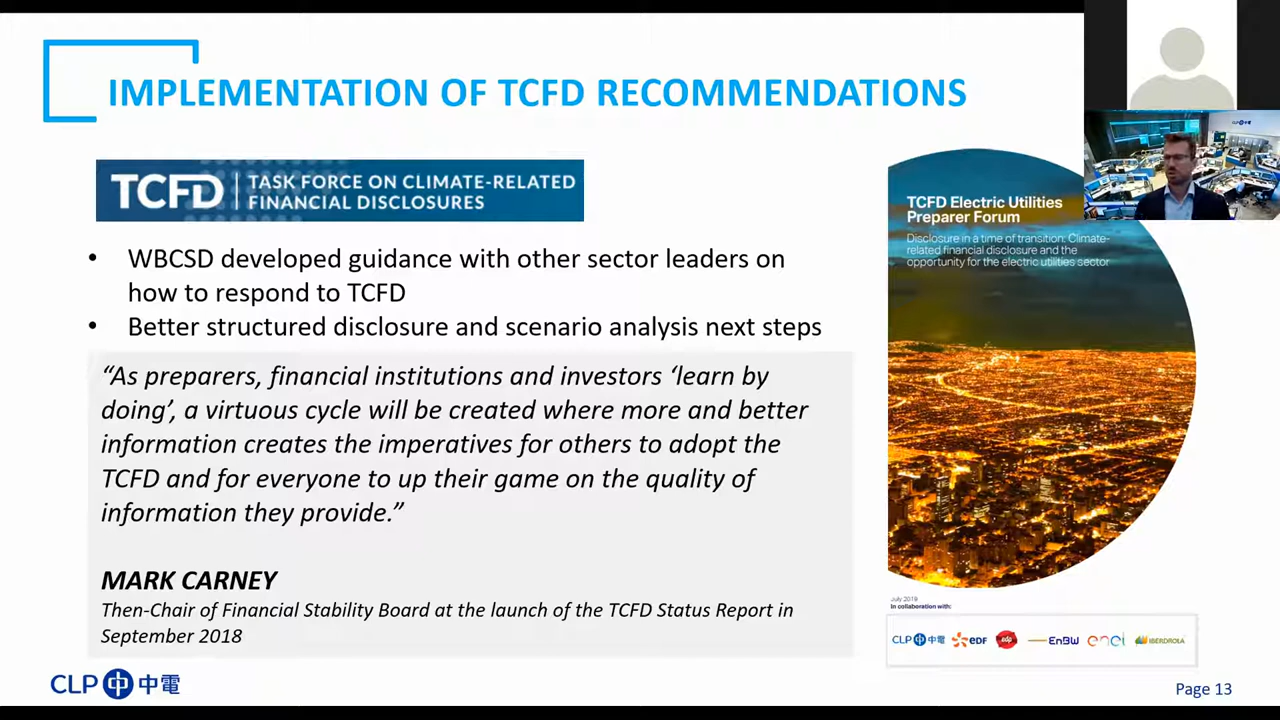 IMPLEMENTATION OF TCFD RECOMMENDATIONS
TCFD | TASK FORCE ON CLIMATE-RELATED
FINANCIAL DISCLOSURES
• WBCSD developed guidance with other sector leaders on
how to respond to TCFD
• Better structured disclosure and scenario analysis next steps
“As preparers, financial institutions and investors ‘learn by
doing’, a virtuous cycle will be created where more and better
information creates the imperatives for others to adopt the
TCFD and for everyone to up their game on the quality of
information they provide.”
MARK CARNEY
Then-Chair of Financial Stability Board at the launch of the TCFD Status Report in
September 2018
TCFD Electric Utilities
Preparer Forum
Disclosure in a time of transition: Climate-
related financial disclosure and the
opportunity for the electric utilities sector
July 2019
In collaboration with:
CLP 中電 edf edp EnBW enel IBERDROLA
CLP 中電
Page 13
CLP 中電